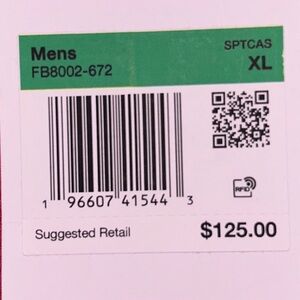 Mens SPTCAS
FB8002-672 XL
RFID
1 96607 41544 3
Suggested Retail $125.00